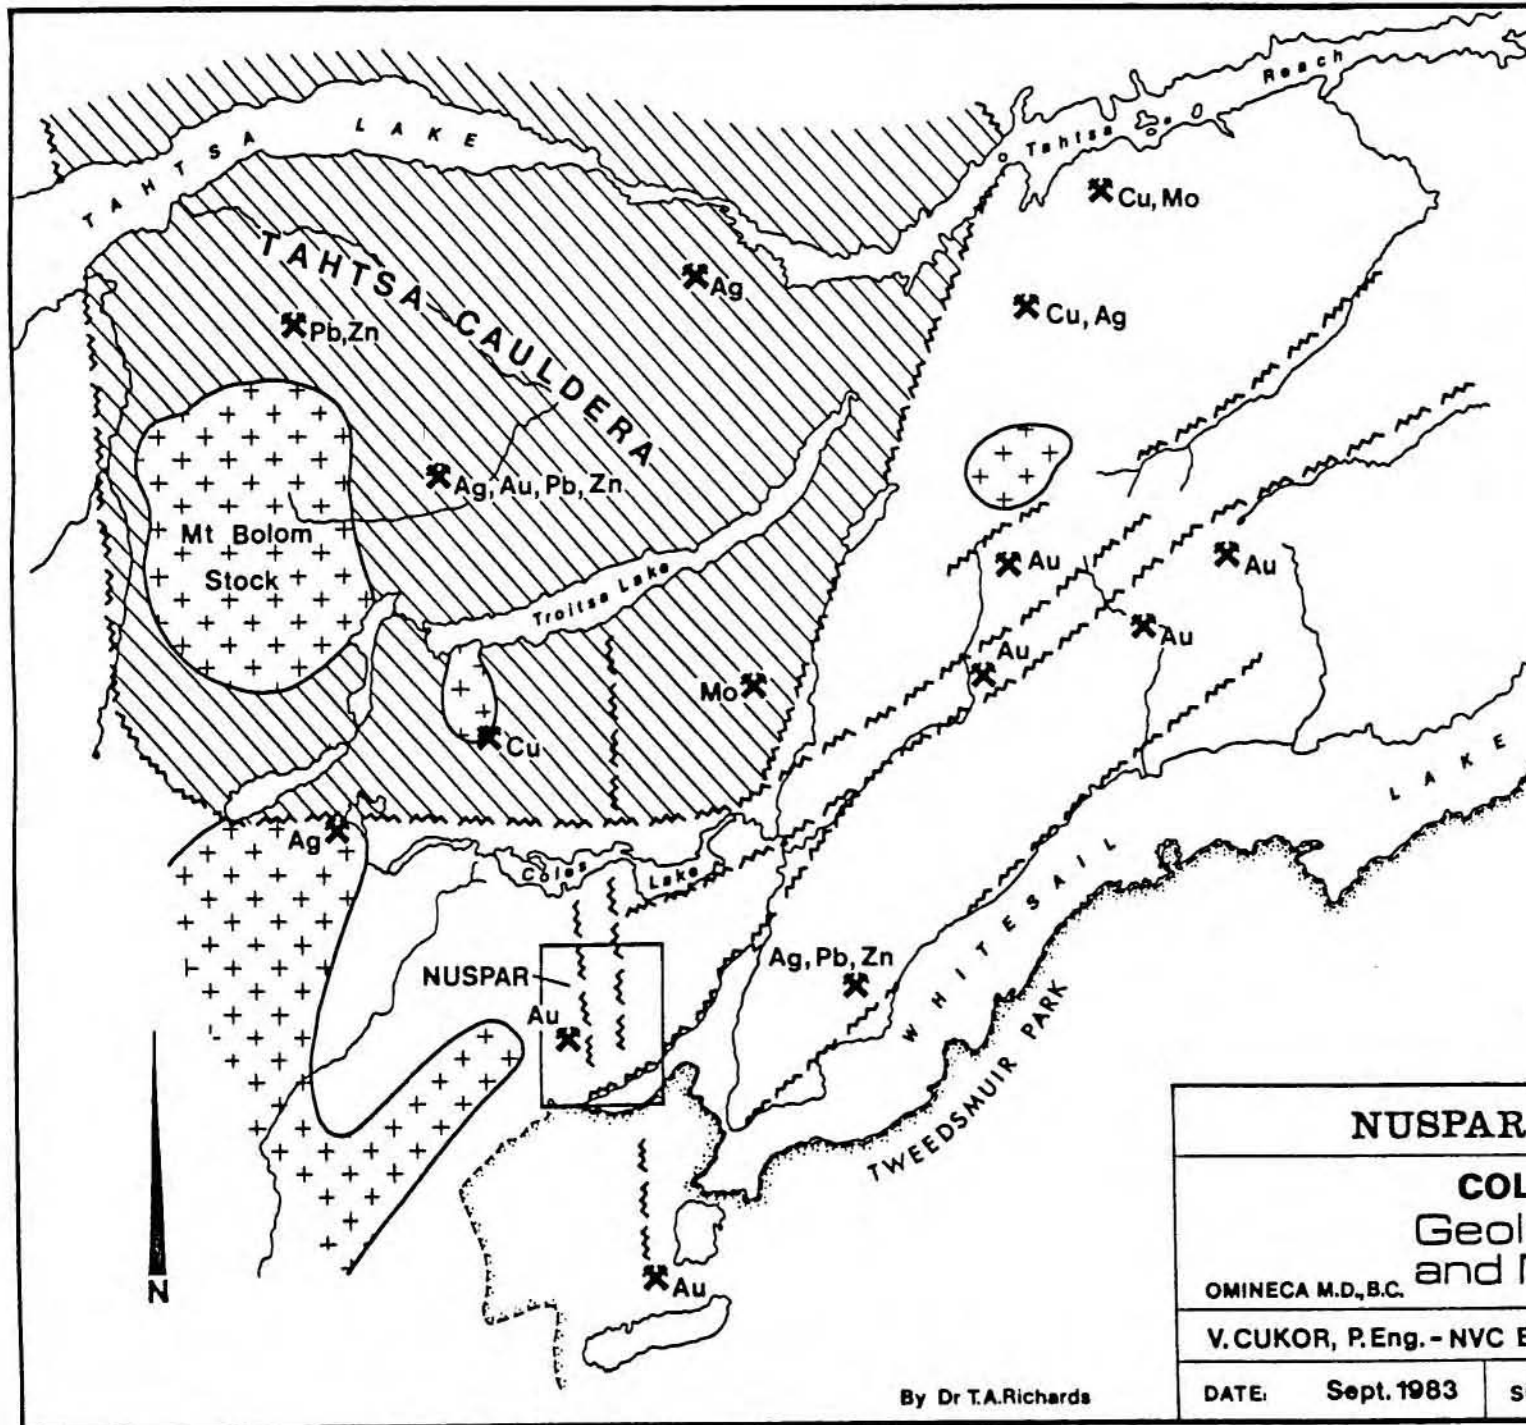 Reach
Tahtsa
TAHTSA LAKE
Cu, Mo
TAHTSA CAULDERA
Ag
Pb, Zn
Cu, Ag
Ag, Au, Pb, Zn
Mt Bolom
Stock
Au
Au
Troitsa Lake
Au
Au
Mo
Cu
Ag
Coles Lake
WHITESAIL LAKE
Ag, Pb, Zn
NUSPAR
Au
TWEEDSMUIR PARK
N
Au
By Dr T.A.Richards
NUSPAR
COL
Geol
and
OMINECA M.D., B.C.
V. CUKOR, P.Eng. - NVC E
DATE: Sept. 1983